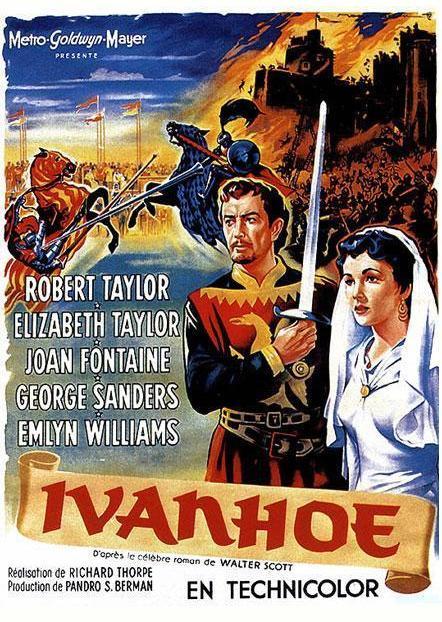 Metro-Goldwyn-Mayer
PRÉSENTE
ROBERT TAYLOR
ELIZABETH TAYLOR
JOAN FONTAINE
GEORGE SANDERS
EMLYN WILLIAMS
IVANHOE
D'après le célèbre roman de WALTER SCOTT
Réalisation de RICHARD THORPE
Production de PANDRO S. BERMAN
EN TECHNICOLOR